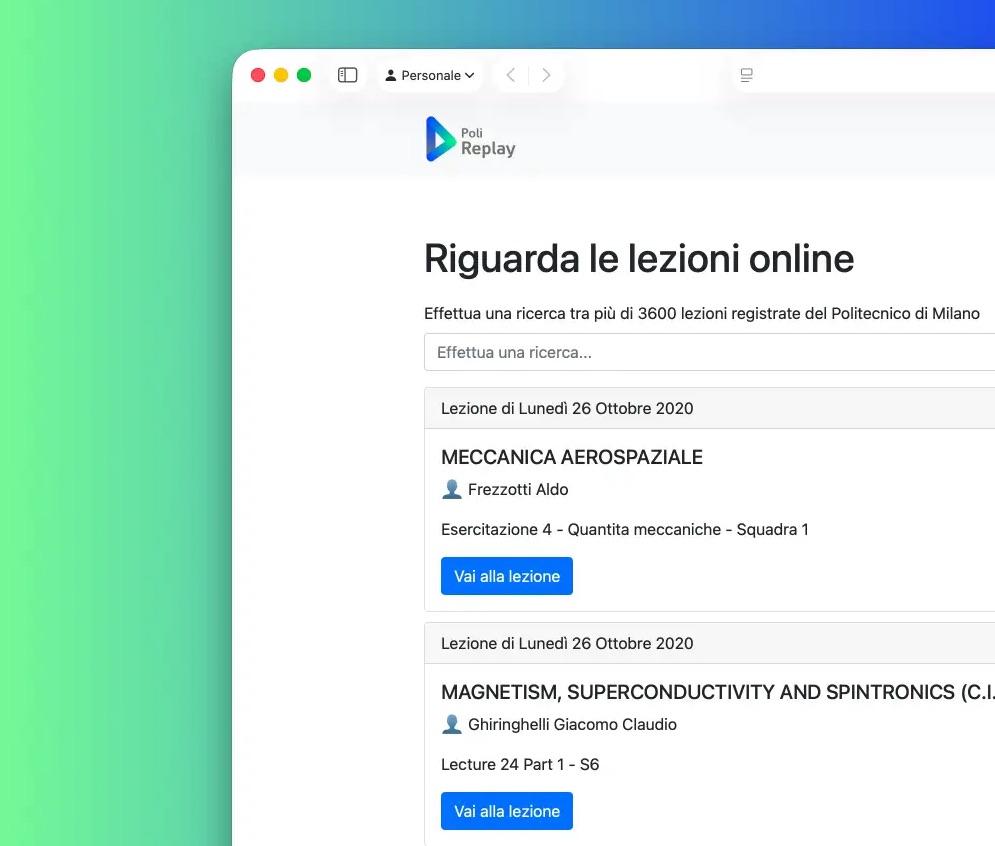 Personale
Poli
Replay
Riguarda le lezioni online
Effettua una ricerca tra più di 3600 lezioni registrate del Politecnico di Milano
Effettua una ricerca...
Lezione di Lunedì 26 Ottobre 2020
MECCANICA AEROSPAZIALE
Frezzotti Aldo
Esercitazione 4 - Quantita meccaniche - Squadra 1
Vai alla lezione
Lezione di Lunedì 26 Ottobre 2020
MAGNETISM, SUPERCONDUCTIVITY AND SPINTRONICS (C.I.
Ghiringhelli Giacomo Claudio
Lecture 24 Part 1 - S6
Vai alla lezione